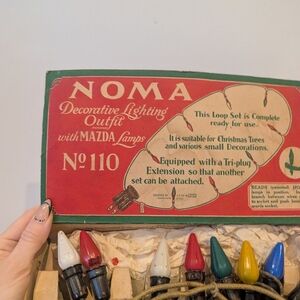 NOMA
Decorative Lighting
Outfit
with MAZDA Lamps
No 110
This Loop Set is Complete
ready for use.
It is suitable for Christmas Trees
and various small Decorations.
Equipped with a Tri-plug
Extension so that another
set can be attached.